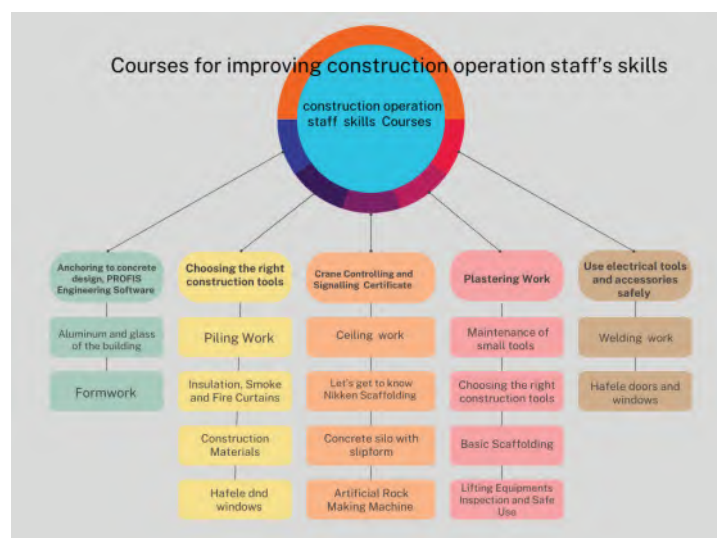 Courses for improving construction operation staff's skills
construction operation
staff skills Courses
Anchoring to concrete
design, PROFIS
Engineering Software
Aluminum and glass
of the building
Formwork
Choosing the right
construction tools
Piling Work
Insulation, Smoke
and Fire Curtains
Construction
Materials
Hafele dnd
windows
Crane Controlling and
Signalling Certificate
Ceiling work
Let's get to know
Nikken Scaffolding
Concrete silo with
slipform
Artificial Rock
Making Machine
Plastering Work
Maintenance of
small tools
Choosing the right
construction tools
Basic Scaffolding
Lifting Equipments
Inspection and Safe
Use
Use electrical tools
and accessories
safely
Welding work
Hafele doors and
windows